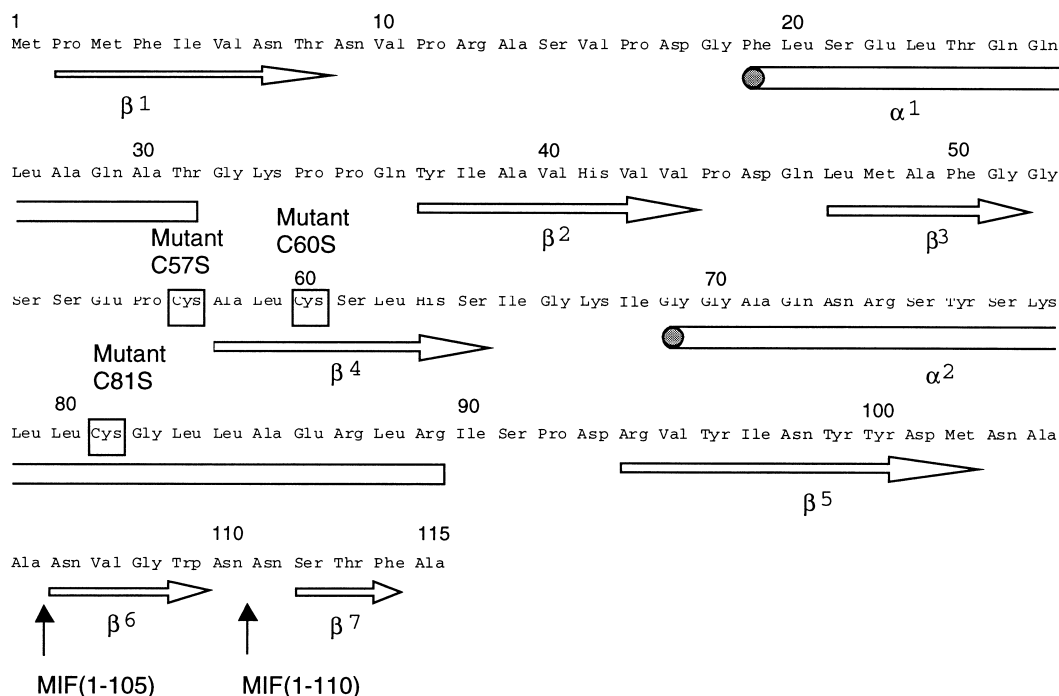 1 10 20
Met Pro Met Phe Ile Val Asn Thr Asn Val Pro Arg Ala Ser Val Pro Asp Gly Phe Leu Ser Glu Leu Thr Gln Gln
β1 α1
30 40 50
Leu Ala Gln Ala Thr Gly Lys Pro Pro Gln Tyr Ile Ala Val His Val Val Pro Asp Gln Leu Met Ala Phe Gly Gly
β2 β3
Mutant C57S
Mutant C60S
60 70
Ser Ser Glu Pro Cys Ala Leu Cys Ser Leu His Ser Ile Gly Lys Ile Gly Gly Ala Gln Asn Arg Ser Tyr Ser Lys
β4 α2
Mutant C81S
80 90 100
Leu Leu Cys Gly Leu Leu Ala Glu Arg Leu Arg Ile Ser Pro Asp Arg Val Tyr Ile Asn Tyr Tyr Asp Met Asn Ala
β5
110 115
Ala Asn Val Gly Trp Asn Asn Ser Thr Phe Ala
β6 β7
MIF(1-105) MIF(1-110)